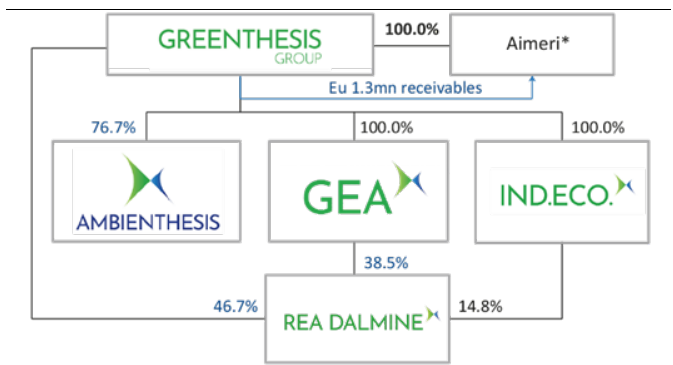 GREENTHESIS
GROUP
100.0%
Aimeri*
Eu 1.3mn receivables
76.7%
100.0%
100.0%
AMBIENTHESIS
GEA
IND.ECO.
38.5%
46.7%
REA DALMINE
14.8%